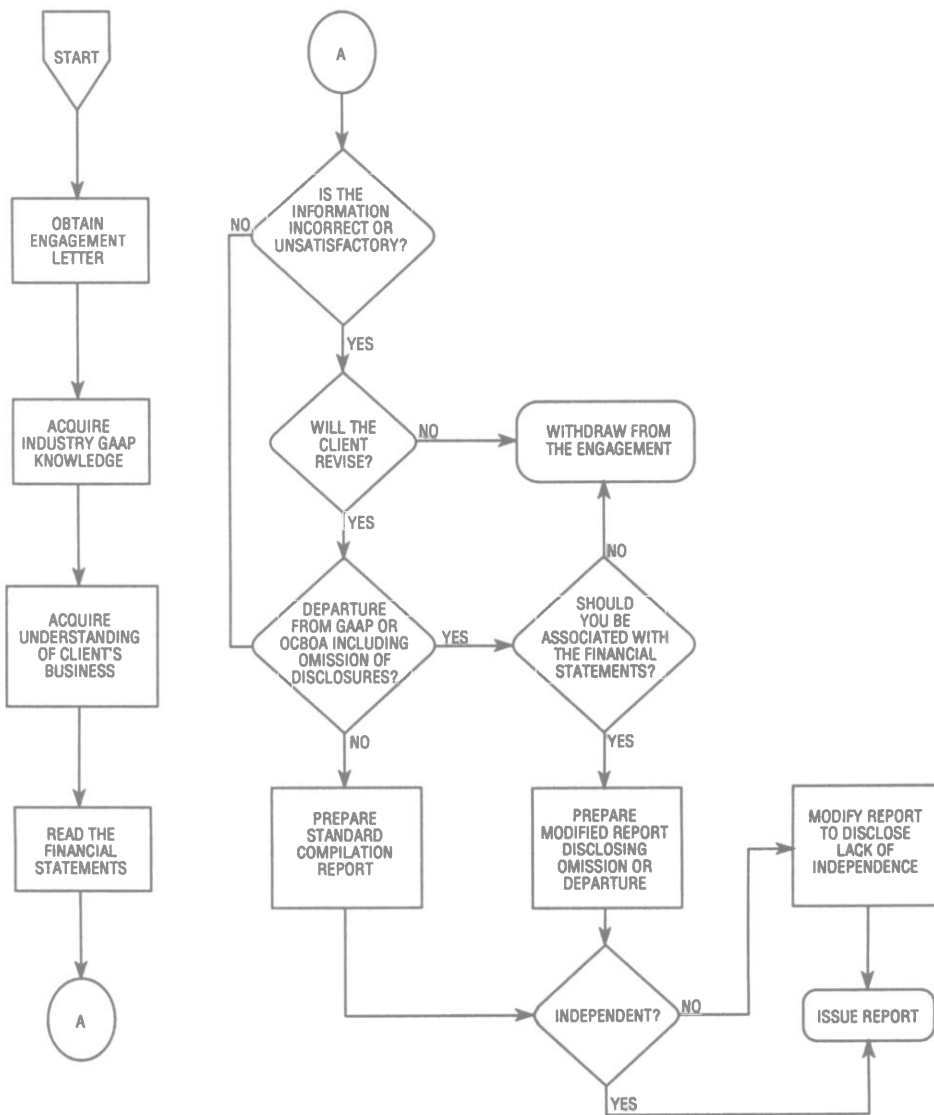 START
OBTAIN
ENGAGEMENT
LETTER
ACQUIRE
INDUSTRY GAAP
KNOWLEDGE
ACQUIRE
UNDERSTANDING
OF CLIENT'S
BUSINESS
READ THE
FINANCIAL
STATEMENTS
A
A
IS THE
INFORMATION
INCORRECT OR
UNSATISFACTORY?
NO
YES
WILL THE
CLIENT
REVISE?
NO
WITHDRAW FROM
THE ENGAGEMENT
YES
NO
DEPARTURE
FROM GAAP OR
OCBOA INCLUDING
OMISSION OF
DISCLOSURES?
YES
SHOULD
YOU BE
ASSOCIATED WITH
THE FINANCIAL
STATEMENTS?
NO
YES
PREPARE
STANDARD
COMPILATION
REPORT
PREPARE
MODIFIED REPORT
DISCLOSING
OMISSION OR
DEPARTURE
MODIFY REPORT
TO DISCLOSE
LACK OF
INDEPENDENCE
INDEPENDENT?
NO
ISSUE REPORT
YES